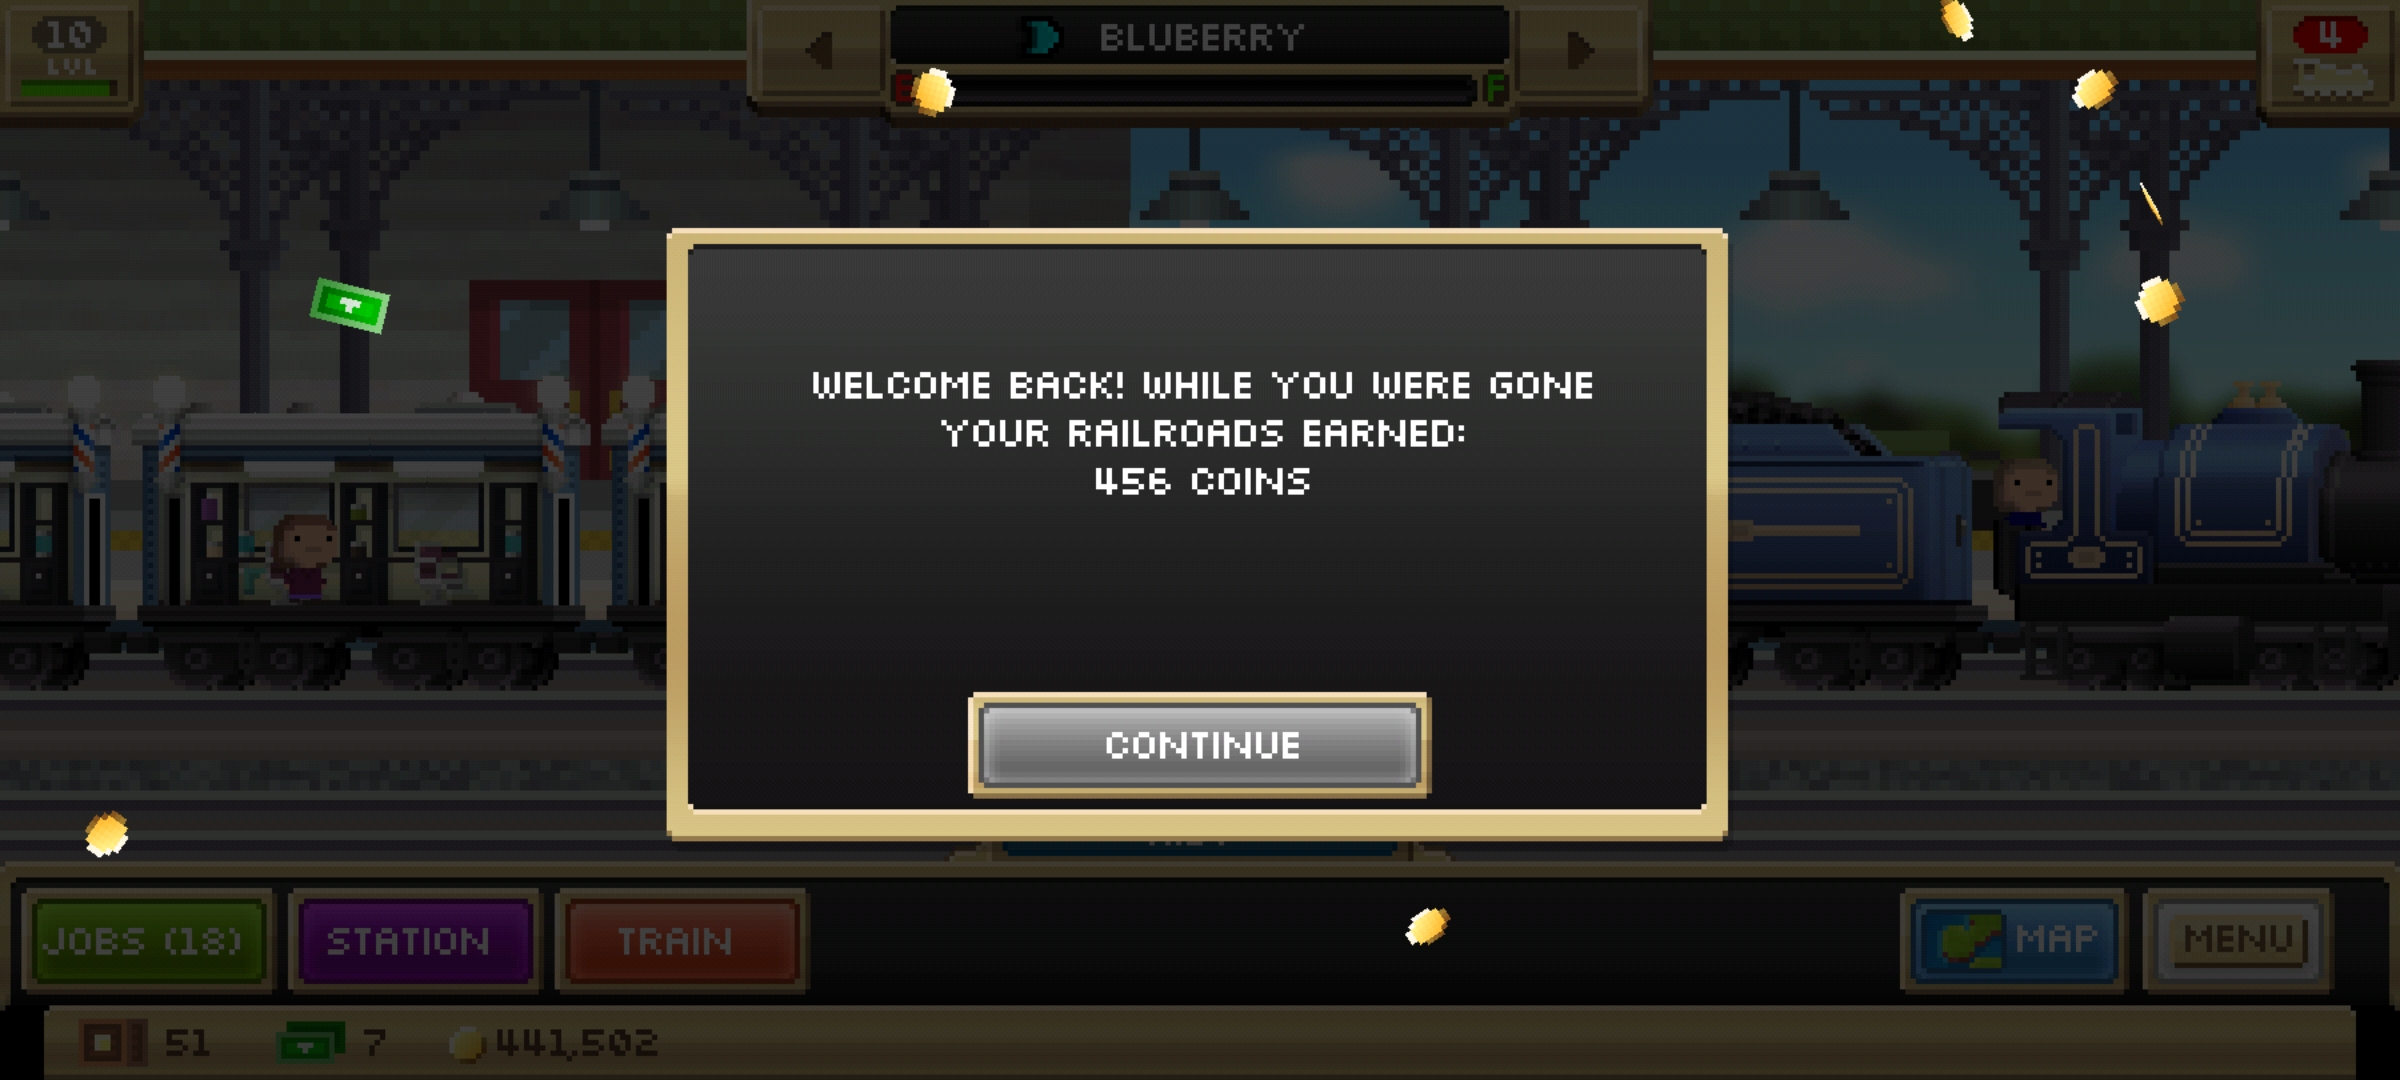 10
LVL
BLUBERRY
E
F
4
WELCOME BACK! WHILE YOU WERE GONE
YOUR RAILROADS EARNED:
456 COINS
CONTINUE
JOBS (18)
STATION
TRAIN
MAP
MENU
51
7
441,502